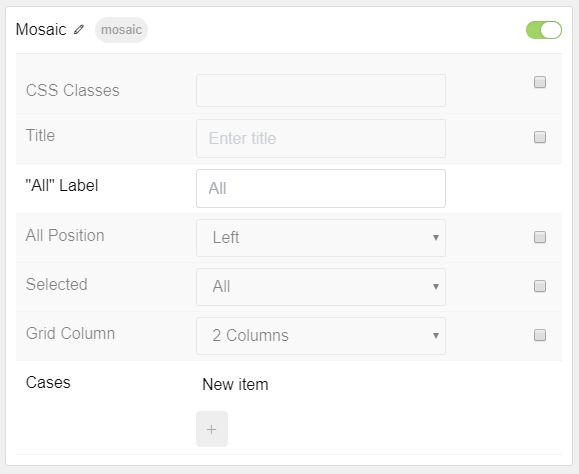 Mosaic mosaic
CSS Classes
Title Enter title
"All" Label All
All Position Left
Selected All
Grid Column 2 Columns
Cases New item
+